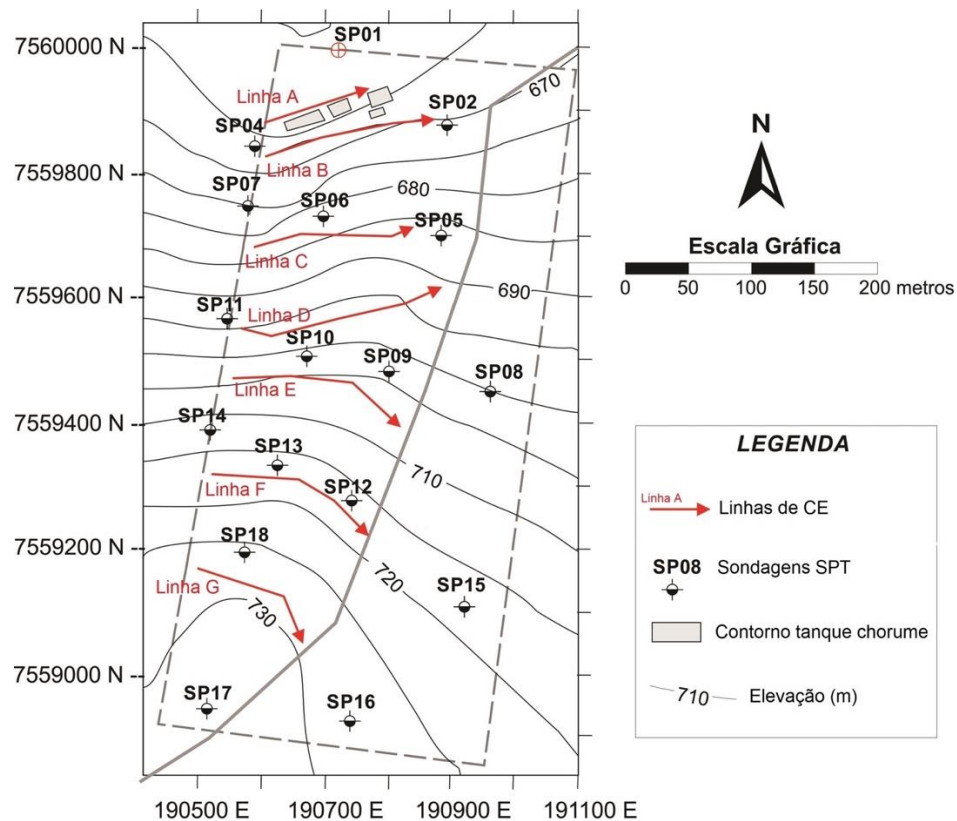 7560000 N
SP01
Linha A
SP02
670
SP04
Linha B
7559800 N
SP07
SP06
680
SP05
Linha C
7559600 N
690
SP11
Linha D
SP10
SP09
SP08
Linha E
7559400 N
SP14
SP13
710
SP12
Linha F
7559200 N
SP18
720
SP15
Linha G
730
7559000 N
SP17
SP16
190500 E
190700 E
190900 E
191100 E
N
Escala Gráfica
0 50 100 150 200 metros
LEGENDA
Linha A
Linhas de CE
SP08
Sondagens SPT
Contorno tanque chorume
710
Elevação (m)